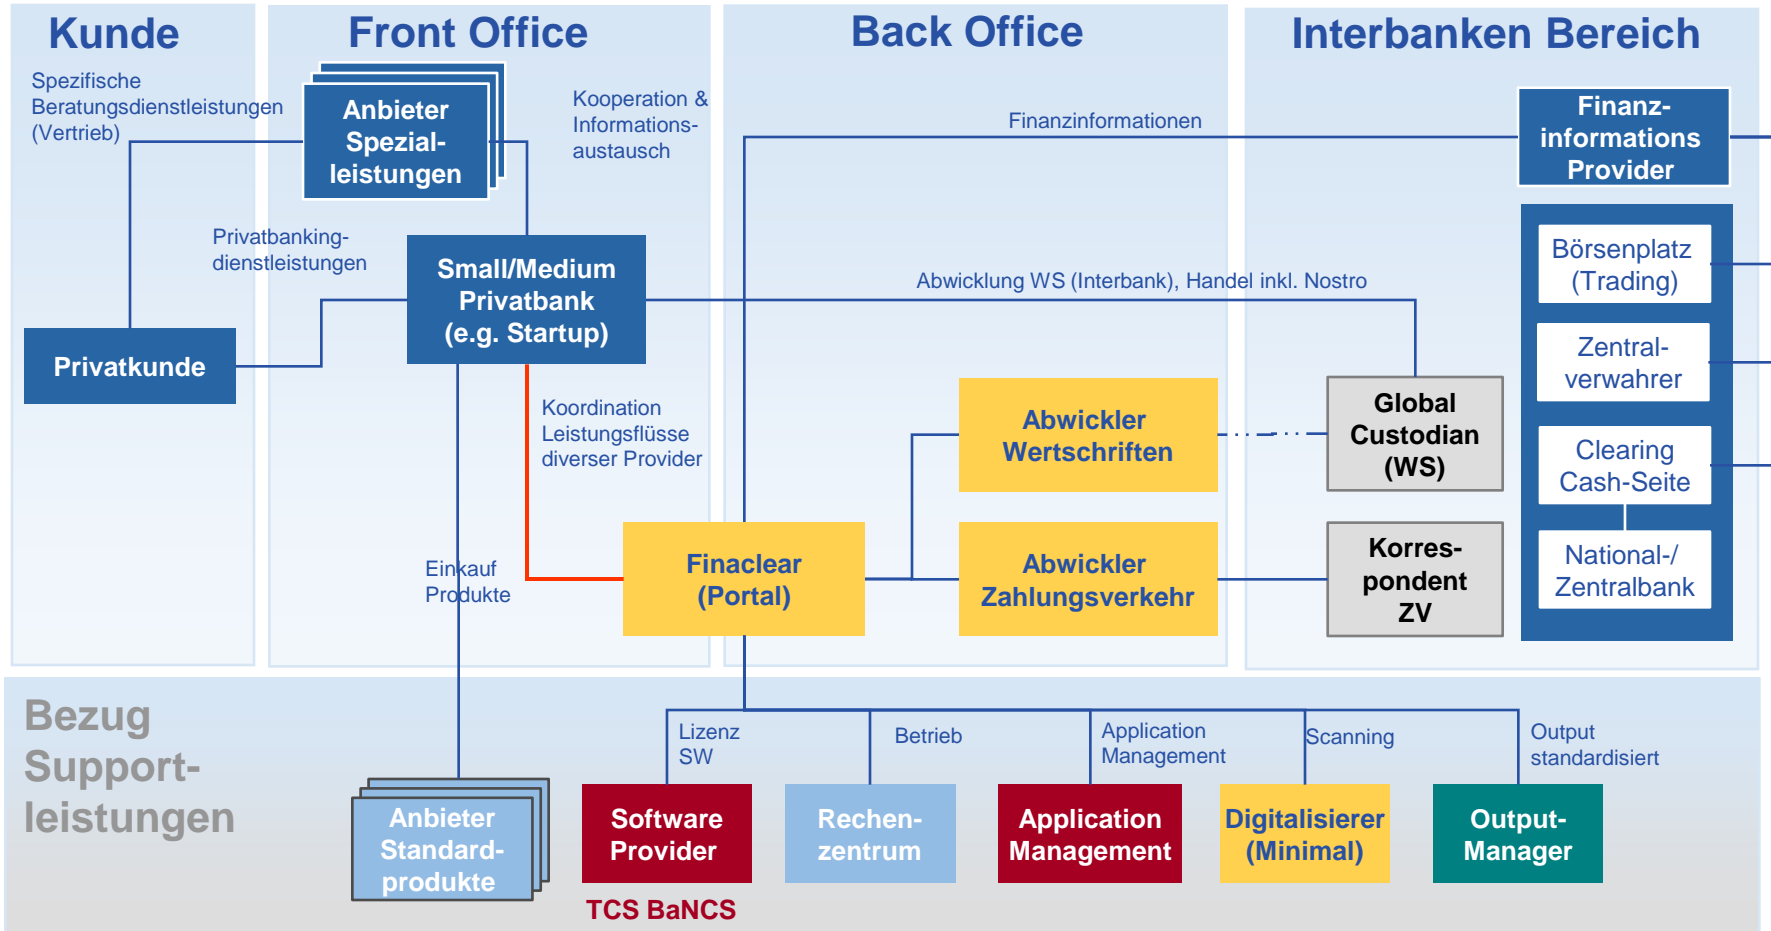 Kunde
Front Office
Back Office
Interbanken Bereich
Spezifische
Beratungsdienstleistungen
(Vertrieb)
Anbieter
Spezial-
leistungen
Kooperation &
Informations-
austausch
Finanzinformationen
Finanz-
informations
Provider
Privatbanking-
dienstleistungen
Small/Medium
Privatbank
(e.g. Startup)
Abwicklung WS (Interbank), Handel inkl. Nostro
Börsenplatz
(Trading)
Privatkunde
Zentral-
verwahrer
Koordination
Leistungsflüsse
diverser Provider
Abwickler
Wertschriften
Global
Custodian
(WS)
Clearing
Cash-Seite
Einkauf
Produkte
Finaclear
(Portal)
Abwickler
Zahlungsverkehr
Korres-
pondent
ZV
National-/
Zentralbank
Bezug
Support-
leistungen
Lizenz
SW
Betrieb
Application
Management
Scanning
Output
standardisiert
Anbieter
Standard-
produkte
Software
Provider
Rechen-
zentrum
Application
Management
Digitalisierer
(Minimal)
Output-
Manager
TCS BaNCS